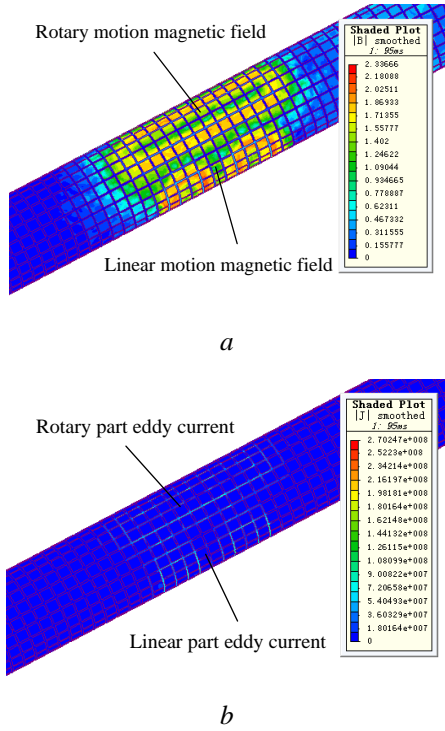 Rotary motion magnetic field
Shaded Plot
|B| smoothed
1: 95ms
2.33666
2.18088
2.02511
1.86933
1.71355
1.55777
1.402
1.24622
1.09044
0.934665
0.778887
0.62311
0.467332
0.311555
0.155777
0
Linear motion magnetic field
a
Rotary part eddy current
Shaded Plot
|J| smoothed
1: 95ms
2.70247e+008
2.5223e+008
2.34214e+008
2.16197e+008
1.98181e+008
1.80164e+008
1.62148e+008
1.44132e+008
1.26115e+008
1.08099e+008
9.00822e+007
7.20658e+007
5.40493e+007
3.60329e+007
1.80164e+007
0
Linear part eddy current
b